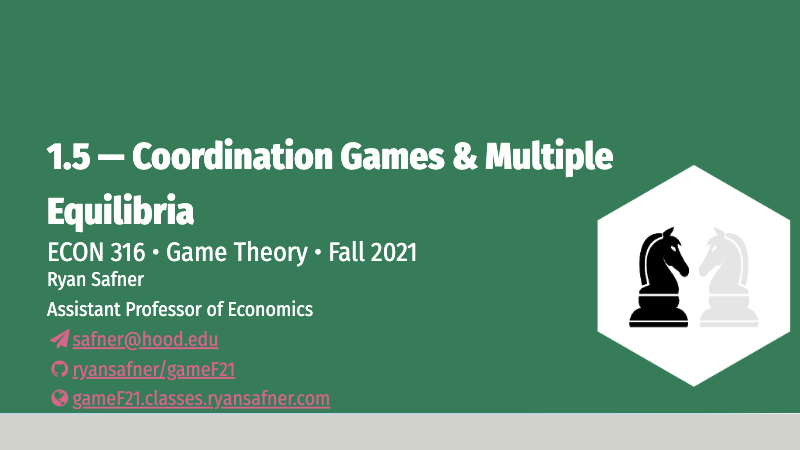 1.5 — Coordination Games & Multiple
Equilibria
ECON 316 • Game Theory • Fall 2021
Ryan Safner
Assistant Professor of Economics
safner@hood.edu
ryansafner/gameF21
gameF21.classes.ryansafner.com